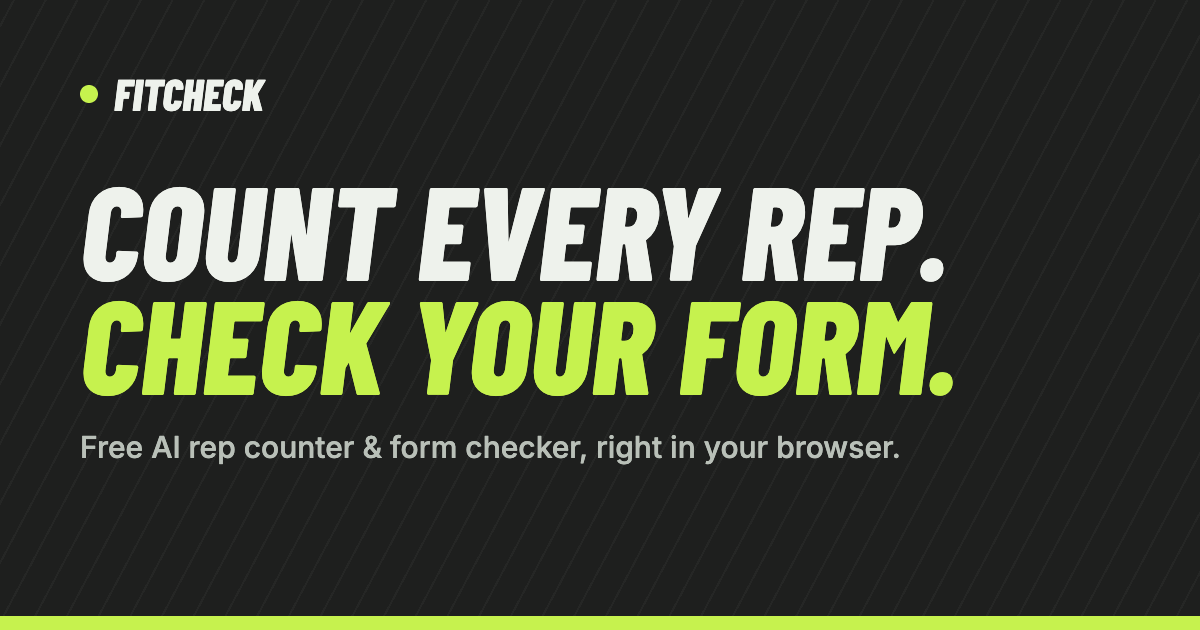 FITCHECK
COUNT EVERY REP.
CHECK YOUR FORM.
Free AI rep counter & form checker, right in your browser.